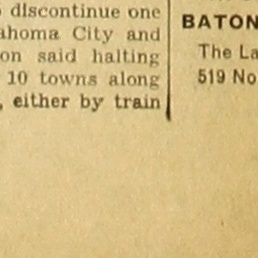 discontinue one
ahoma City and
on said halting
10 towns along
, either by train
BATON
The La
519 No